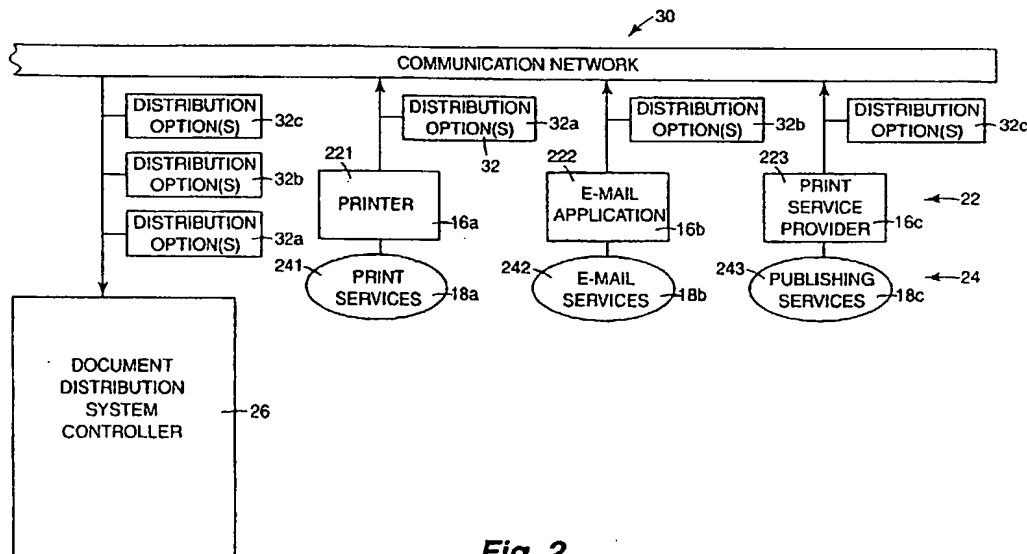 30
COMMUNICATION NETWORK
DISTRIBUTION
OPTION(S)
32c
DISTRIBUTION
OPTION(S)
32b
DISTRIBUTION
OPTION(S)
32a
DISTRIBUTION
OPTION(S)
32a
32
DISTRIBUTION
OPTION(S)
32b
DISTRIBUTION
OPTION(S)
32c
221
PRINTER
16a
222
E-MAIL
APPLICATION
16b
223
PRINT
SERVICE
PROVIDER
16c
22
241
PRINT
SERVICES
18a
242
E-MAIL
SERVICES
18b
243
PUBLISHING
SERVICES
18c
24
DOCUMENT
DISTRIBUTION
SYSTEM
CONTROLLER
26
Fig. 2